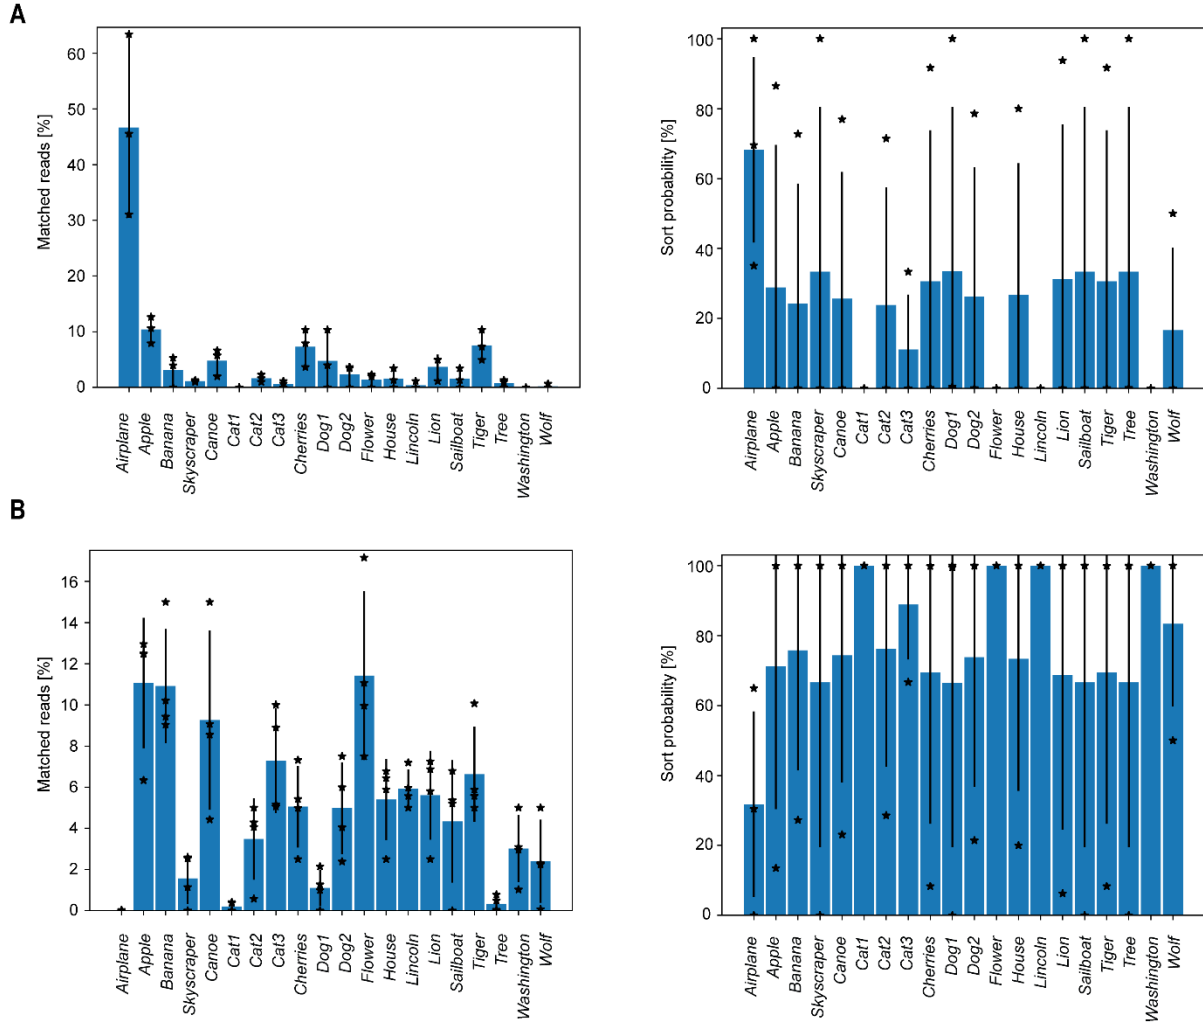 A
Matched reads [%]
60
50
40
30
20
10
0
Airplane
Apple
Banana
Skyscraper
Canoe
Cat1
Cat2
Cat3
Cherries
Dog1
Dog2
Flower
House
Lincoln
Lion
Sailboat
Tiger
Tree
Washington
Wolf
Sort probability [%]
100
80
60
40
20
0
Airplane
Apple
Banana
Skyscraper
Canoe
Cat1
Cat2
Cat3
Cherries
Dog1
Dog2
Flower
House
Lincoln
Lion
Sailboat
Tiger
Tree
Washington
Wolf
B
Matched reads [%]
16
14
12
10
8
6
4
2
0
Airplane
Apple
Banana
Skyscraper
Canoe
Cat1
Cat2
Cat3
Cherries
Dog1
Dog2
Flower
House
Lincoln
Lion
Sailboat
Tiger
Tree
Washington
Wolf
Sort probability [%]
100
80
60
40
20
0
Airplane
Apple
Banana
Skyscraper
Canoe
Cat1
Cat2
Cat3
Cherries
Dog1
Dog2
Flower
House
Lincoln
Lion
Sailboat
Tiger
Tree
Washington
Wolf